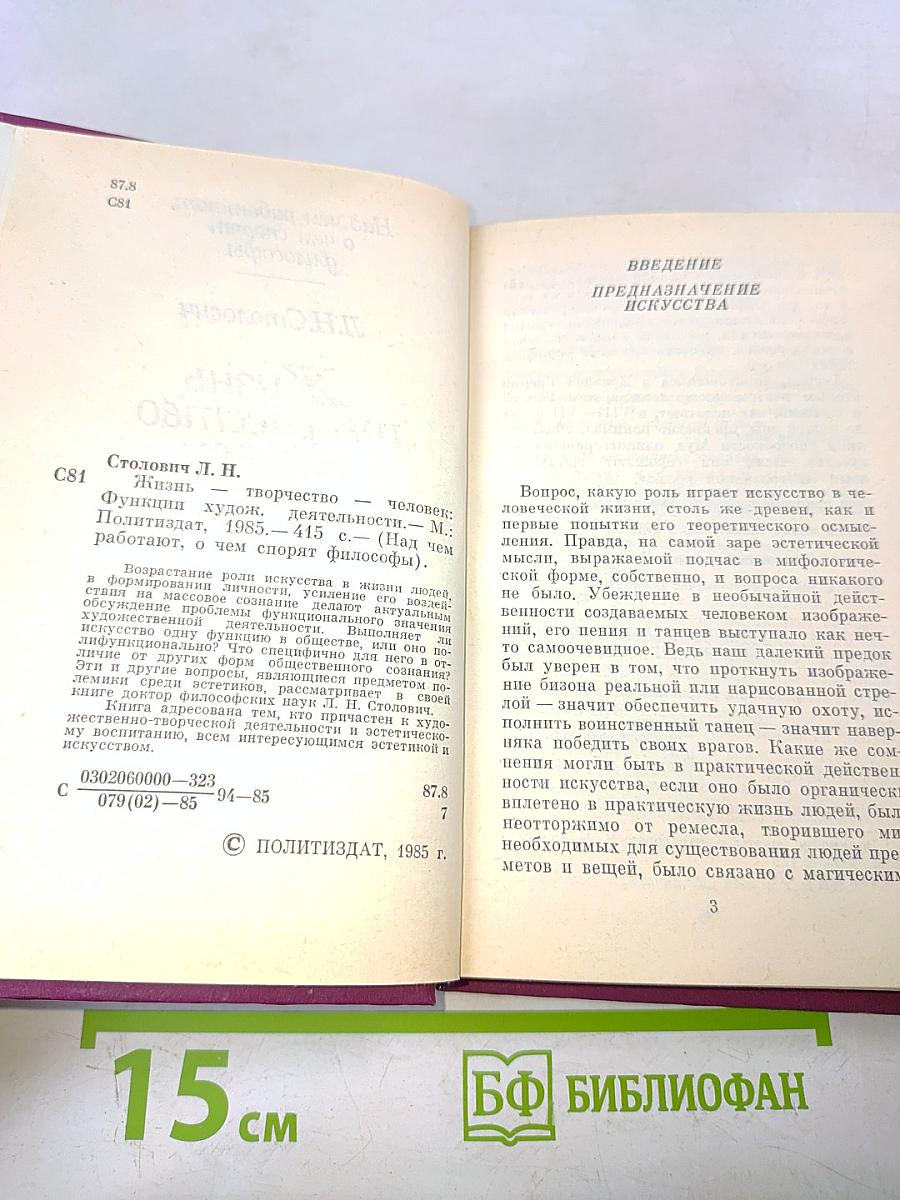 87.8
С81
Столович Л. Н.
С81 Жизнь — творчество — человек:
Функции худож. деятельности.— М.:
Политиздат, 1985.— 415 с.— (Над чем
работают, о чем спорят философы).
Возрастание роли искусства в жизни людей,
в формировании личности, усиление его воздей-
ствия на массовое сознание делают актуальным
обсуждение проблемы функционального значения
художественной деятельности. Выполняет ли
искусство одну функцию в обществе, или оно по-
лифункционально? Что специфично для него в от-
личие от других форм общественного сознания?
Эти и другие вопросы, являющиеся предметом по-
лемики среди эстетиков, рассматривает в своей
книге доктор философских наук Л. Н. Столович.
Книга адресована тем, кто причастен к худо-
жественно-творческой деятельности и эстетическо-
му воспитанию, всем интересующимся эстетикой и
искусством.
С 0302060000—323
079(02)—85 94—85
87.8
7
© ПОЛИТИЗДАТ, 1985 г.
ВВЕДЕНИЕ
ПРЕДНАЗНАЧЕНИЕ
ИСКУССТВА
Вопрос, какую роль играет искусство в че-
ловеческой жизни, столь же древен, как и
первые попытки его теоретического осмыс-
ления. Правда, на самой заре эстетической
мысли, выражаемой подчас в мифологиче-
ской форме, собственно, и вопроса никакого
не было. Убеждение в необычайной дейст-
венности создаваемых человеком изображе-
ний, его пения и танцев выступало как неч-
то самоочевидное. Ведь наш далекий предок
был уверен в том, что проткнуть изображе-
ние бизона реальной или нарисованной стре-
лой — значит обеспечить удачную охоту, ис-
полнить воинственный танец — значит навер-
няка победить своих врагов. Какие же сом-
нения могли быть в практической действен
ности искусства, если оно было органически
вплетено в практическую жизнь людей, был
неотторжимо от ремесла, творившего ми
необходимых для существования людей пре
метов и вещей, было связано с магическим
3
15 см
БФ БИБЛИОФАН